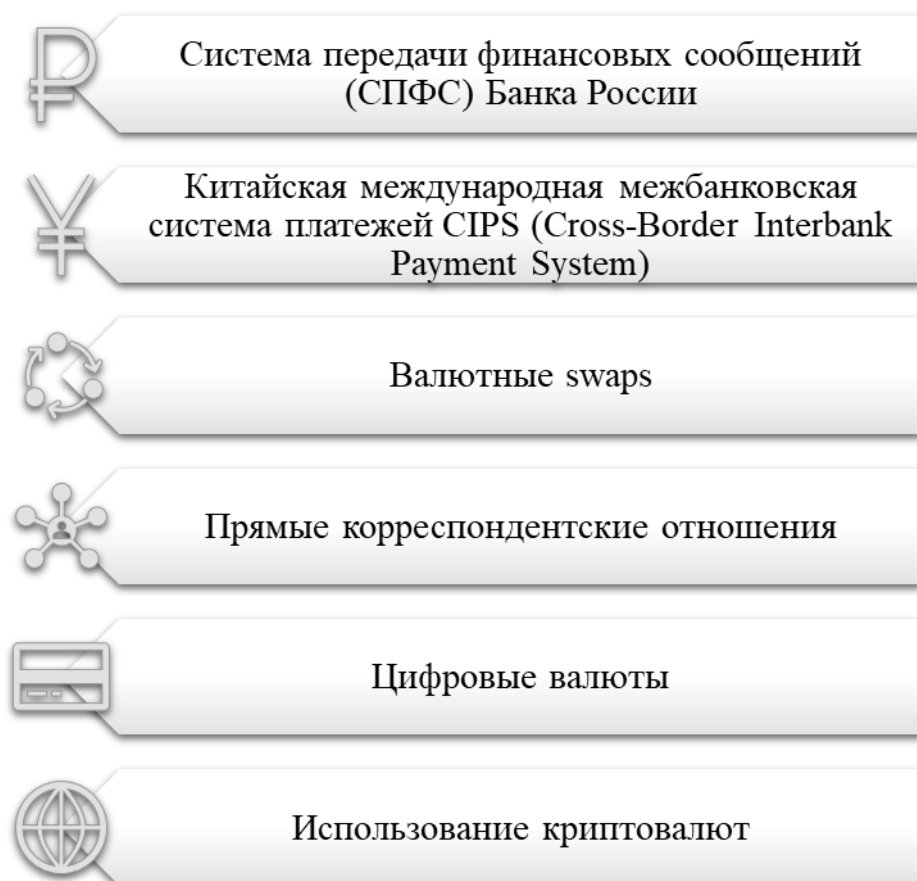 Система передачи финансовых сообщений
(СПФС) Банка России
Китайская международная межбанковская
система платежей CIPS (Cross-Border Interbank
Payment System)
Валютные swaps
Прямые корреспондентские отношения
Цифровые валюты
Использование криптовалют